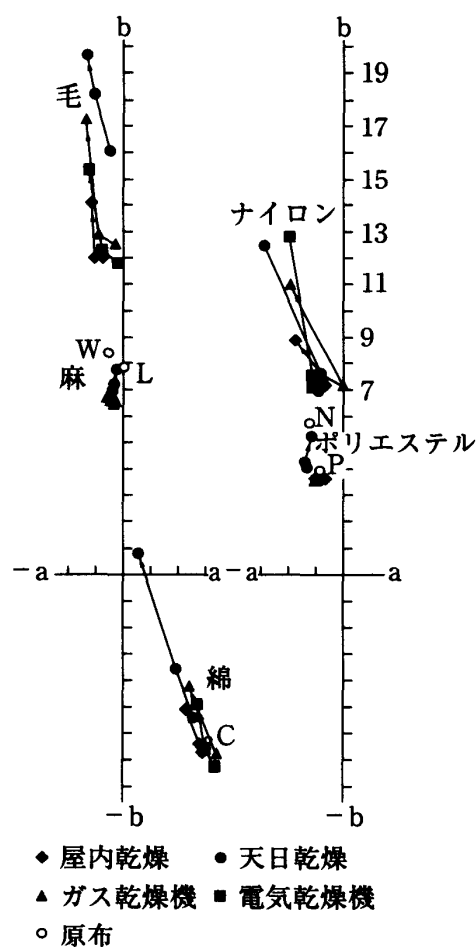 b b
19
毛
17
15
ナイロン
13
11
W
9
麻 L
7
N
ポリエステル
P
-a a -a a
綿
C
-b -b
◆ 屋内乾燥 ● 天日乾燥
▲ ガス乾燥機 ■ 電気乾燥機
○ 原布